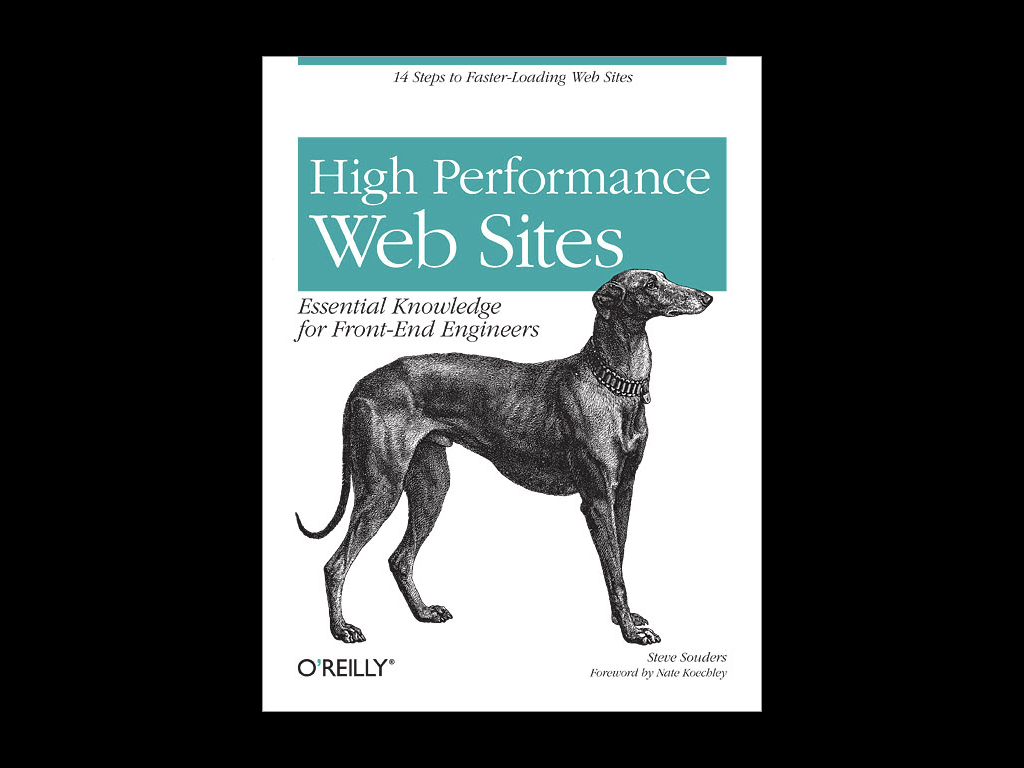 14 Steps to Faster-Loading Web Sites
High Performance
Web Sites
Essential Knowledge
for Front-End Engineers
O'REILLY®
Steve Souders
Foreword by Nate Koechley